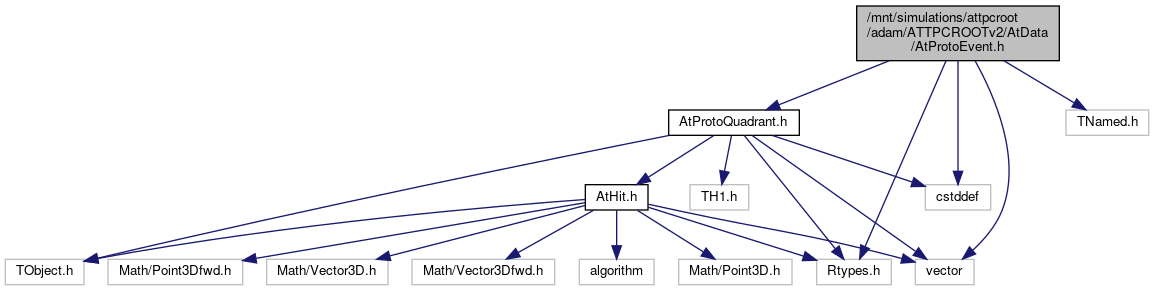 /mnt/simulations/attpcroot
/adam/ATTPCROOTv2/AtData
/AtProtoEvent.h
AtProtoQuadrant.h
TNamed.h
AtHit.h
TH1.h
cstddef
TObject.h
Math/Point3Dfwd.h
Math/Vector3D.h
Math/Vector3Dfwd.h
algorithm
Math/Point3D.h
Rtypes.h
vector